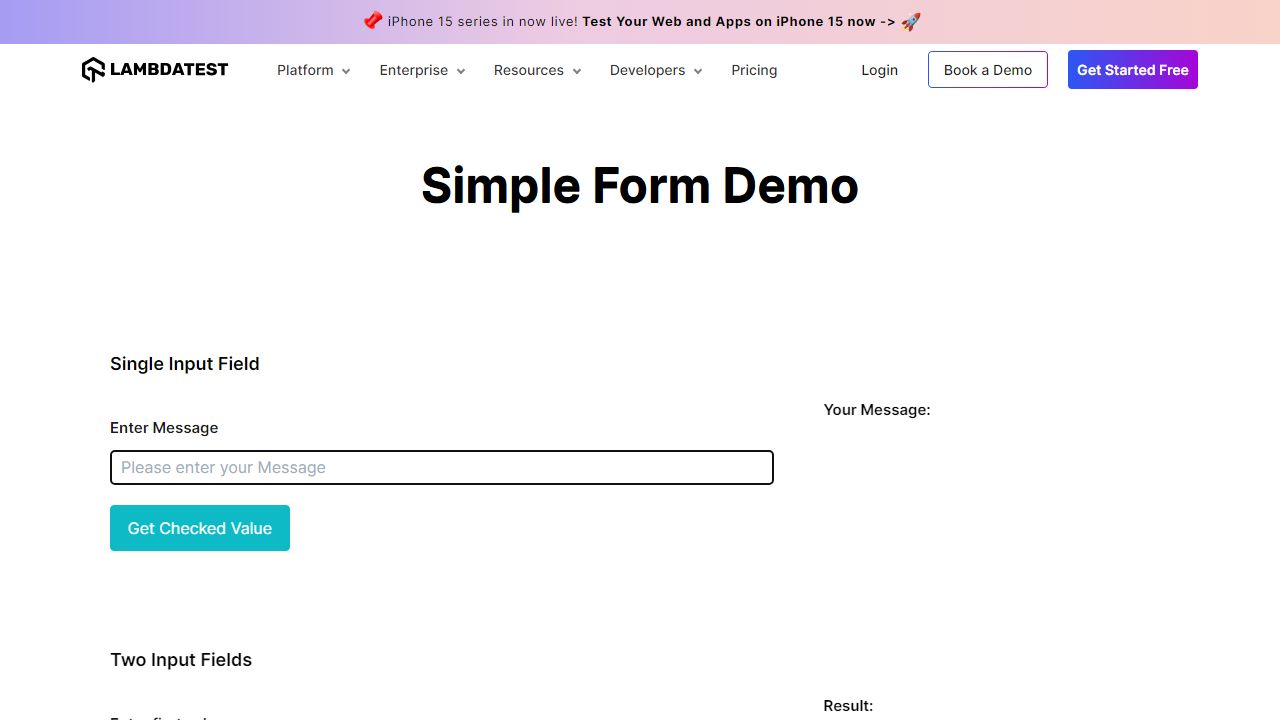 iPhone 15 series in now live! Test Your Web and Apps on iPhone 15 now ->
LAMBDATEST Platform Enterprise Resources Developers Pricing Login Book a Demo Get Started Free
Simple Form Demo
Single Input Field
Your Message:
Enter Message
Please enter your Message
Get Checked Value
Two Input Fields
Result: